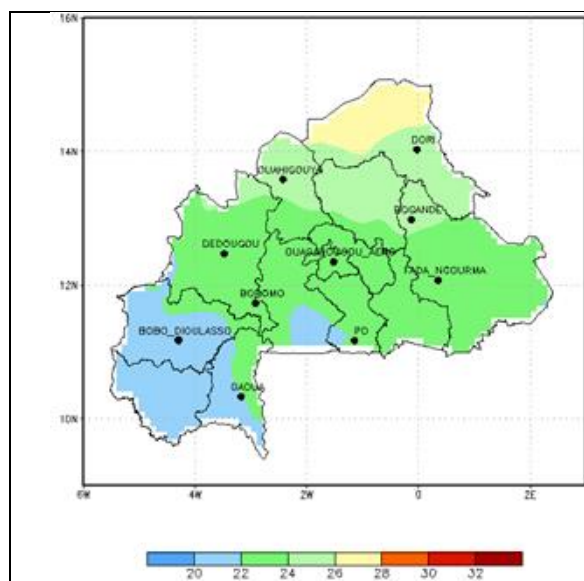 16N
14N
12N
10N
DORI
OUAHIGOUYA
BOGANDE
DEDOUGOU
OUAGADOUGOU_AERO
FADA_NGOURMA
BOROMO
BOBO_DIOULASSO
PO
GAOUA
6W 4W 2W 0 2E
20 22 24 26 28 30 32